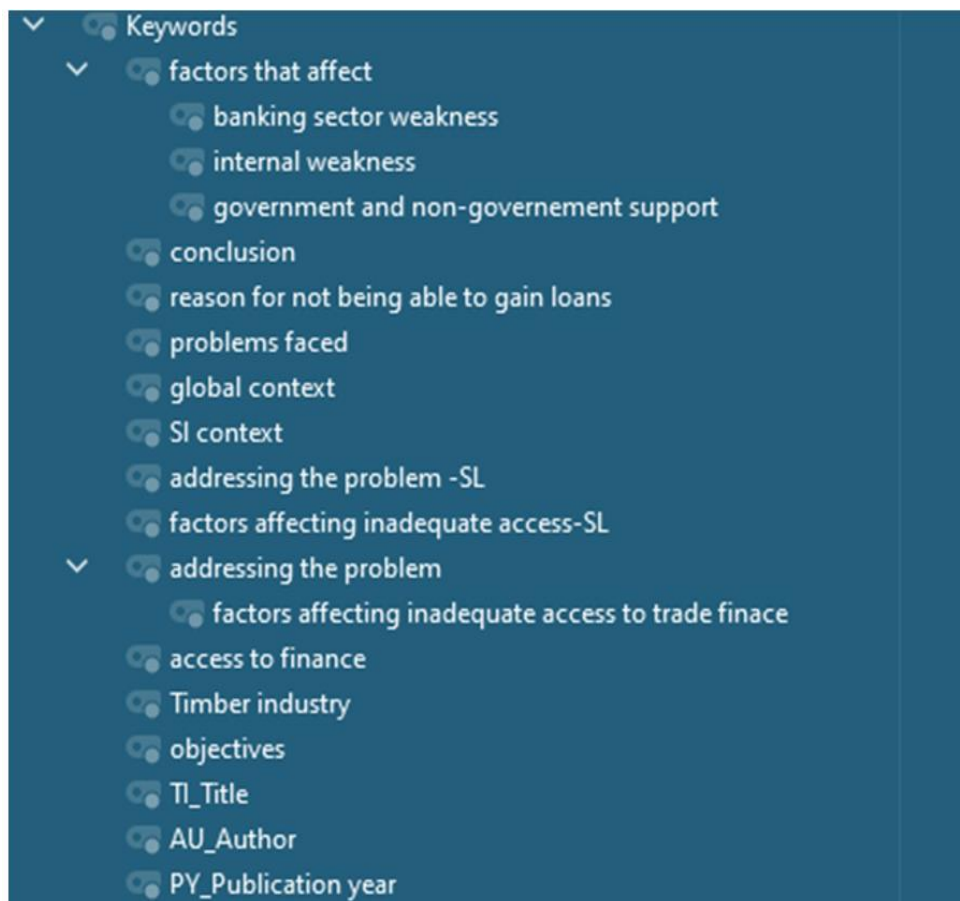 Keywords
factors that affect
banking sector weakness
internal weakness
government and non-governement support
conclusion
reason for not being able to gain loans
problems faced
global context
SI context
addressing the problem -SL
factors affecting inadequate access-SL
addressing the problem
factors affecting inadequate access to trade finace
access to finance
Timber industry
objectives
TI_Title
AU_Author
PY_Publication year